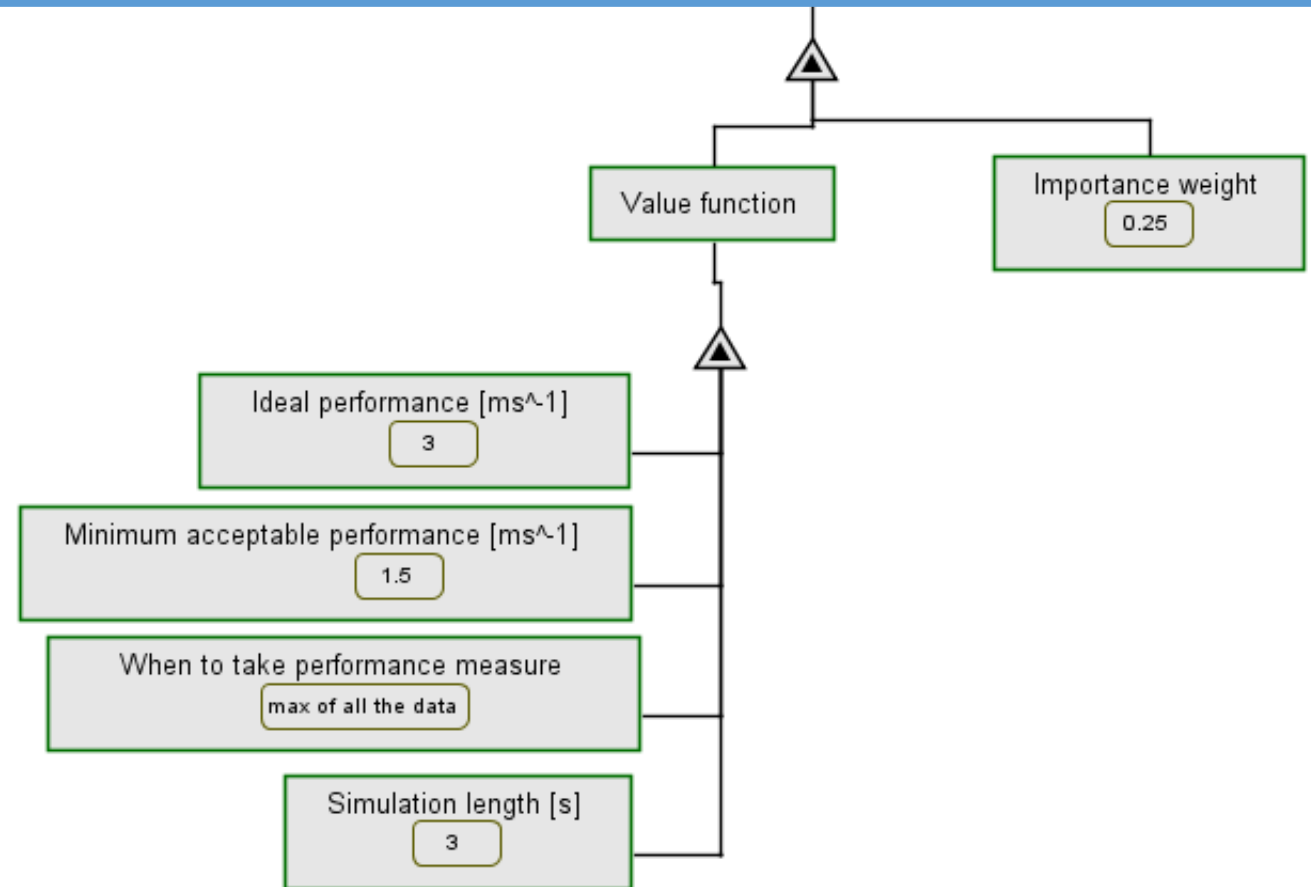 Value function
Importance weight
0.25
Ideal performance [ms^-1]
3
Minimum acceptable performance [ms^-1]
1.5
When to take performance measure
max of all the data
Simulation length [s]
3